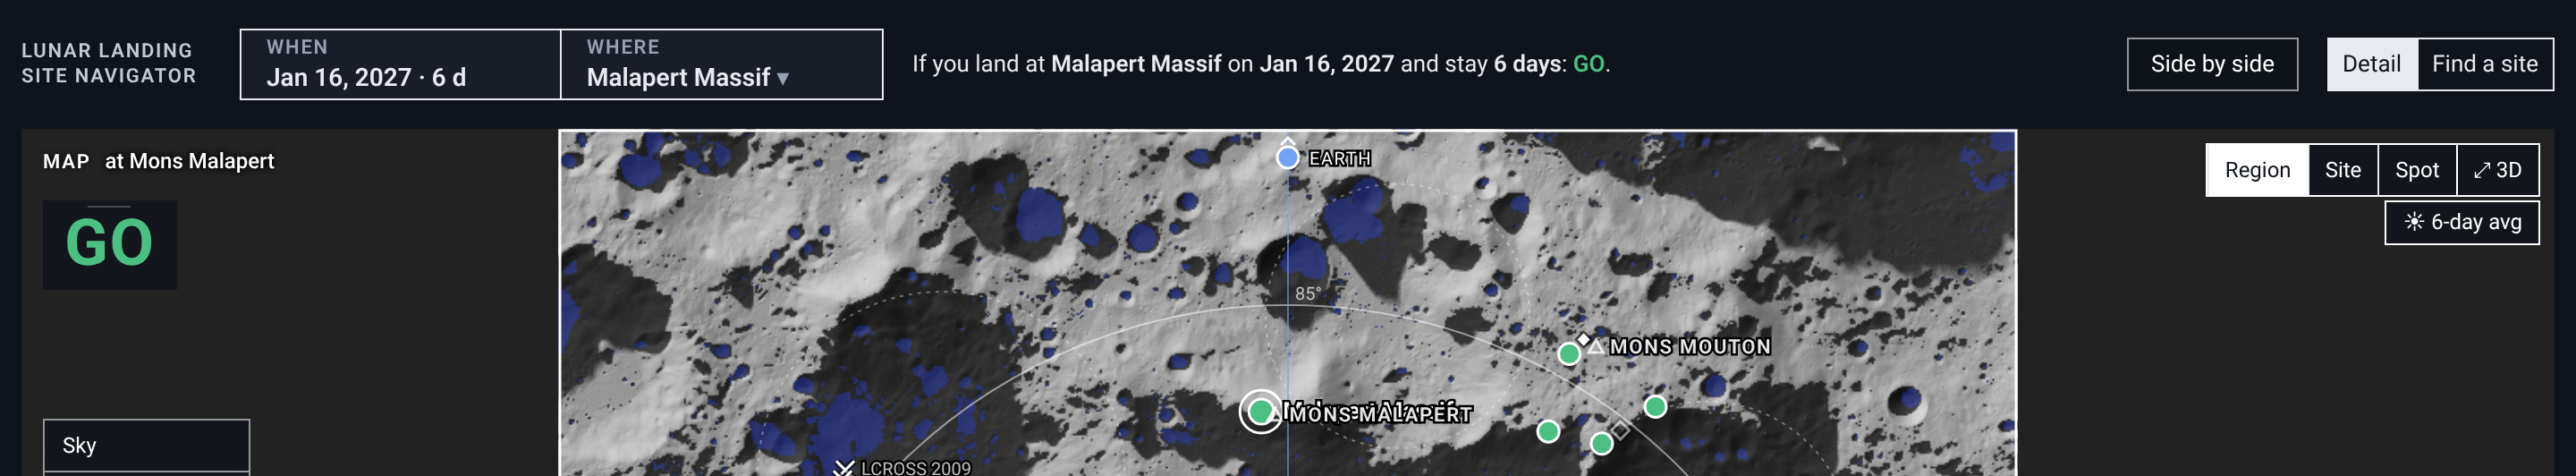 LUNAR LANDING
SITE NAVIGATOR
WHEN
Jan 16, 2027 · 6 d
WHERE
Malapert Massif ▾
If you land at Malapert Massif on Jan 16, 2027 and stay 6 days: GO.
Side by side
Detail
Find a site
MAP at Mons Malapert
GO
EARTH
Region
Site
Spot
⤢ 3D
☀ 6-day avg
85°
MONS MOUTON
MONS MALAPERT
Sky
LCROSS 2009